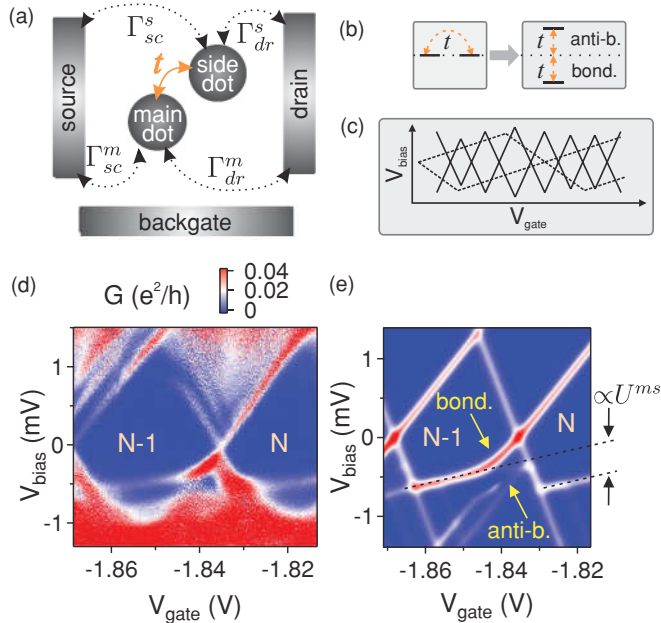 (a)
Γ^s_sc
Γ^s_dr
t
side
dot
main
dot
source
drain
Γ^m_sc
Γ^m_dr
backgate
(b)
t
t
anti-b.
t
bond.
(c)
V_bias
V_gate
(d)
G (e²/h)
0.04
0.02
0
V_bias (mV)
1
0
-1
N-1
N
-1.86
-1.84
-1.82
V_gate (V)
(e)
V_bias (mV)
1
0
-1
bond.
N-1
N
anti-b.
∝U^ms
-1.86
-1.84
-1.82
V_gate (V)